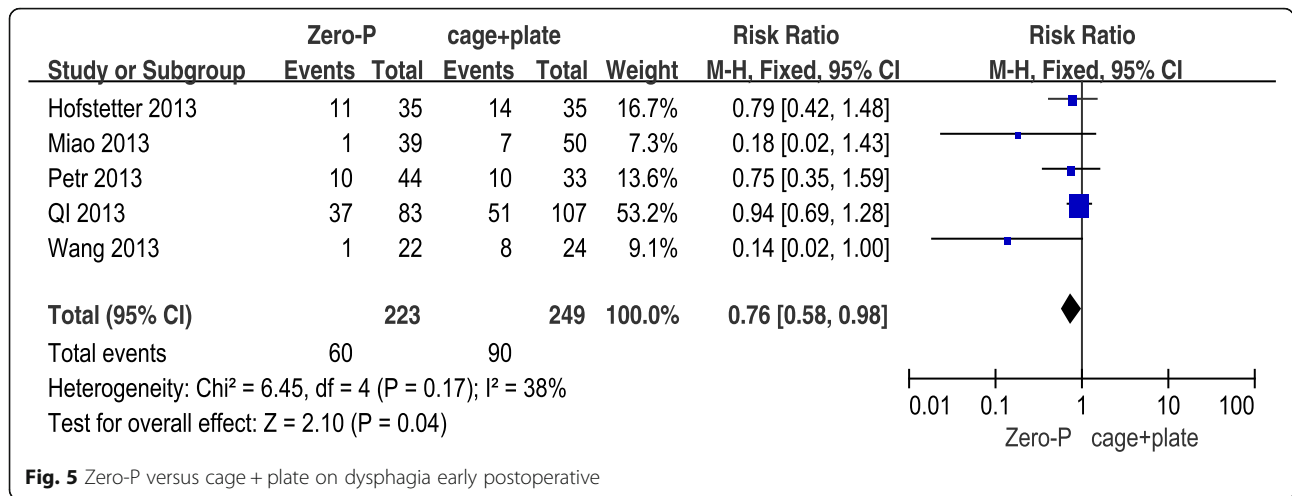 Zero-P cage+plate Risk Ratio Risk Ratio
Study or Subgroup Events Total Events Total Weight M-H, Fixed, 95% CI M-H, Fixed, 95% CI
Hofstetter 2013 11 35 14 35 16.7% 0.79 [0.42, 1.48]
Miao 2013 1 39 7 50 7.3% 0.18 [0.02, 1.43]
Petr 2013 10 44 10 33 13.6% 0.75 [0.35, 1.59]
QI 2013 37 83 51 107 53.2% 0.94 [0.69, 1.28]
Wang 2013 1 22 8 24 9.1% 0.14 [0.02, 1.00]
Total (95% CI) 223 249 100.0% 0.76 [0.58, 0.98]
Total events 60 90
Heterogeneity: Chi² = 6.45, df = 4 (P = 0.17); I² = 38%
Test for overall effect: Z = 2.10 (P = 0.04)
0.01 0.1 1 10 100
Zero-P cage+plate
Fig. 5 Zero-P versus cage + plate on dysphagia early postoperative